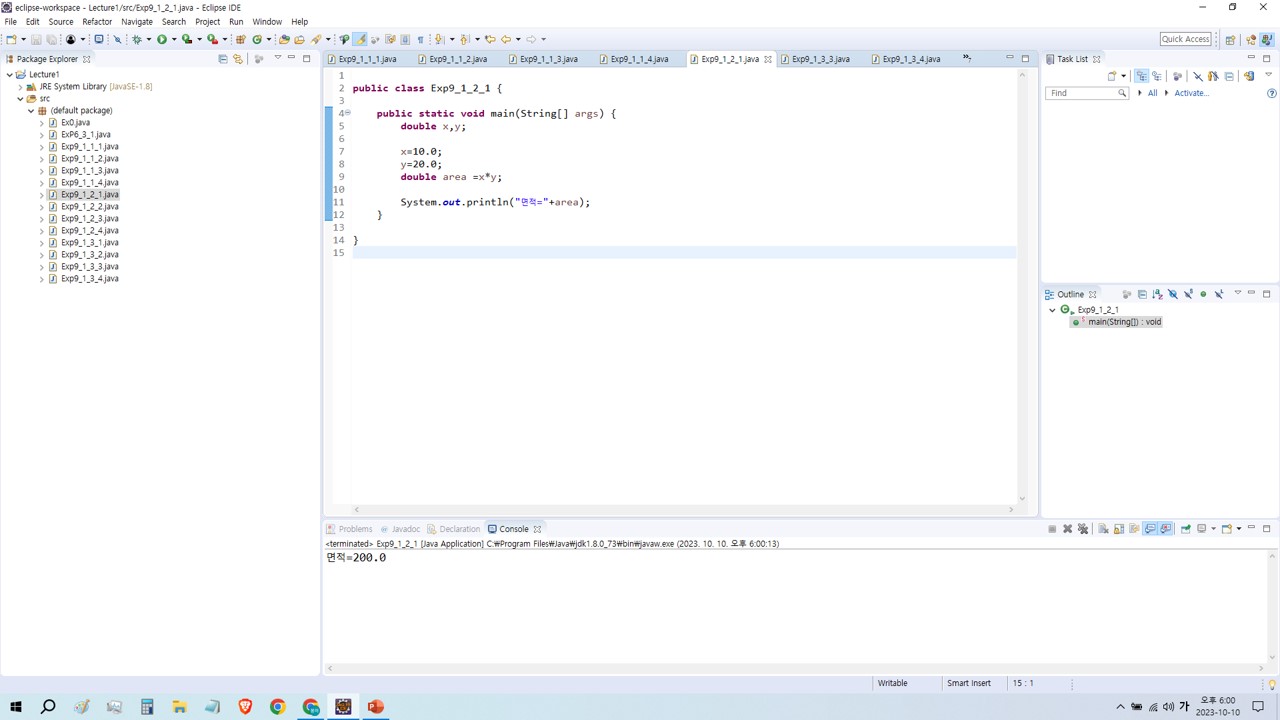 eclipse-workspace - Lecture1/src/Exp9_1_2_1.java - Eclipse IDE
File Edit Source Refactor Navigate Search Project Run Window Help
Quick Access
Package Explorer
Lecture1
JRE System Library [JavaSE-1.8]
src
(default package)
Ex0.java
ExP6_3_1.java
Exp9_1_1_1.java
Exp9_1_1_2.java
Exp9_1_1_3.java
Exp9_1_1_4.java
Exp9_1_2_1.java
Exp9_1_2_2.java
Exp9_1_2_3.java
Exp9_1_2_4.java
Exp9_1_3_1.java
Exp9_1_3_2.java
Exp9_1_3_3.java
Exp9_1_3_4.java
Exp9_1_1_1.java Exp9_1_1_2.java Exp9_1_1_3.java Exp9_1_1_4.java Exp9_1_2_1.java Exp9_1_3_3.java Exp9_1_3_4.java
1
2 public class Exp9_1_2_1 {
3
4 public static void main(String[] args) {
5 double x,y;
6
7 x=10.0;
8 y=20.0;
9 double area =x*y;
10
11 System.out.println("면적="+area);
12 }
13
14 }
15
Task List
Find All Activate...
Outline
Exp9_1_2_1
main(String[]) : void
Problems Javadoc Declaration Console
<terminated> Exp9_1_2_1 [Java Application] C:₩Program Files₩Java₩jdk1.8.0_73₩bin₩javaw.exe (2023. 10. 10. 오후 6:00:13)
면적=200.0
Writable Smart Insert 15 : 1
가 오후 6:00
2023-10-10